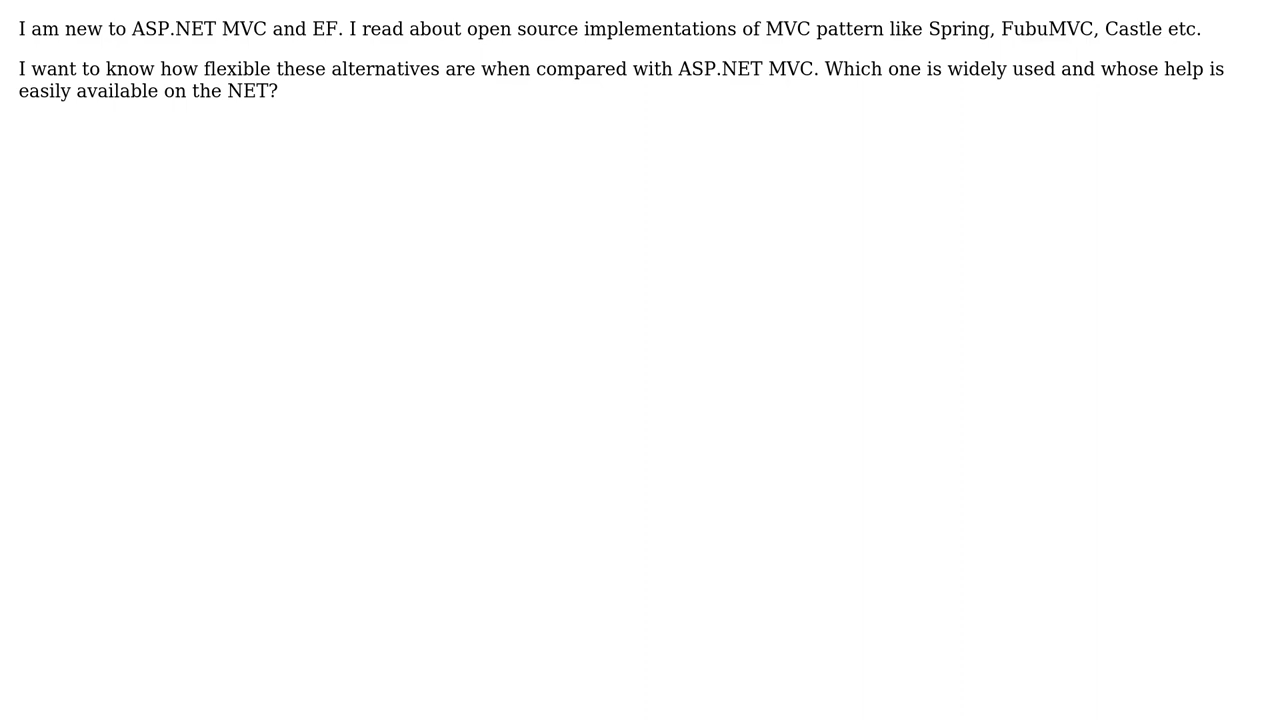 I am new to ASP.NET MVC and EF. I read about open source implementations of MVC pattern like Spring, FubuMVC, Castle etc.
I want to know how flexible these alternatives are when compared with ASP.NET MVC. Which one is widely used and whose help is
easily available on the NET?